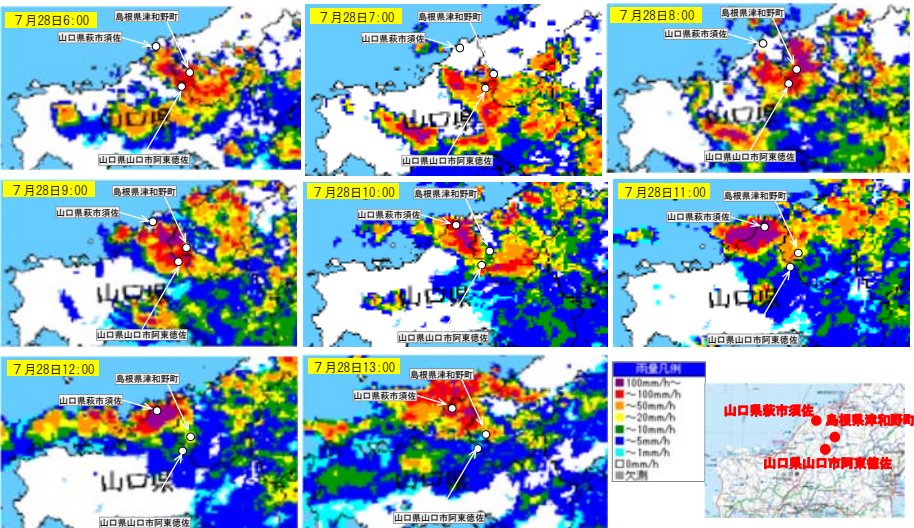 7月28日6:00
島根県津和野町
山口県萩市須佐
山口県
山口県山口市阿東徳佐
7月28日7:00
島根県津和野町
山口県萩市須佐
山口県
山口県山口市阿東徳佐
7月28日8:00
島根県津和野町
山口県萩市須佐
山口県
山口県山口市阿東徳佐
7月28日9:00
島根県津和野町
山口県萩市須佐
山口県
山口県山口市阿東徳佐
7月28日10:00
島根県津和野町
山口県萩市須佐
山口県
山口県山口市阿東徳佐
7月28日11:00
島根県津和野町
山口県萩市須佐
山口県
山口県山口市阿東徳佐
7月28日12:00
島根県津和野町
山口県萩市須佐
山口県
山口県山口市阿東徳佐
7月28日13:00
島根県津和野町
山口県萩市須佐
山口県
山口県山口市阿東徳佐
雨量凡例
100mm/h～
～100mm/h
～50mm/h
～20mm/h
～10mm/h
～5mm/h
～1mm/h
0mm/h
欠測
山口県萩市須佐
島根県津和野町
山口県山口市阿東徳佐